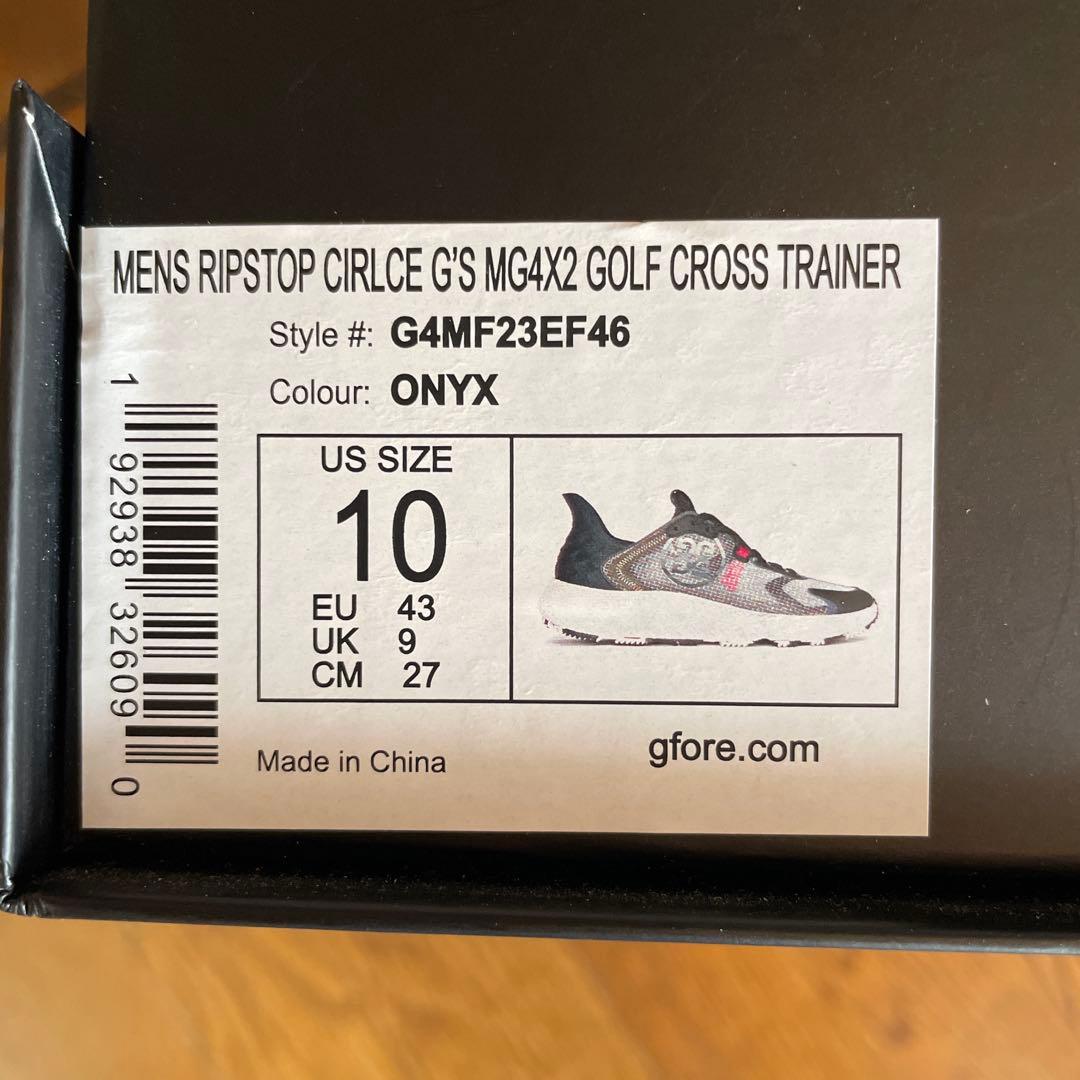 MENS RIPSTOP CIRLCE G'S MG4X2 GOLF CROSS TRAINER
Style #: G4MF23EF46
Colour: ONYX
1 92938 32609 0
US SIZE
10
EU 43
UK 9
CM 27
Made in China
gfore.com